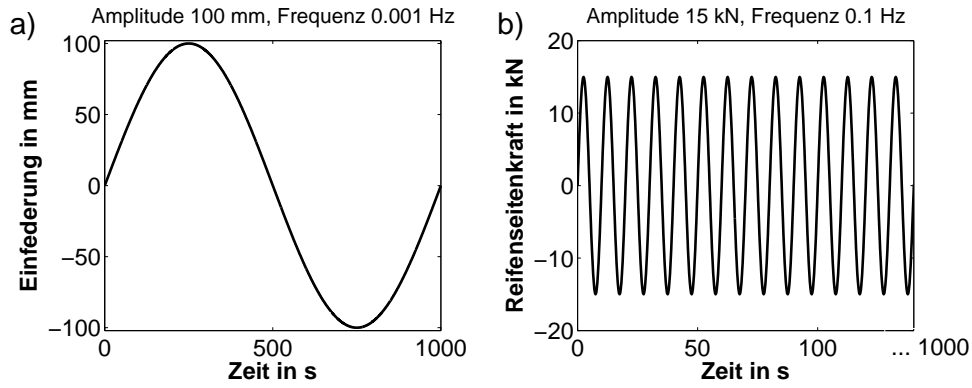 a)
Amplitude 100 mm, Frequenz 0.001 Hz
Einfederung in mm
100
50
0
−50
−100
0
500
1000
Zeit in s
b)
Amplitude 15 kN, Frequenz 0.1 Hz
Reifenseitenkraft in kN
20
10
0
−10
−20
0
50
100
... 1000
Zeit in s